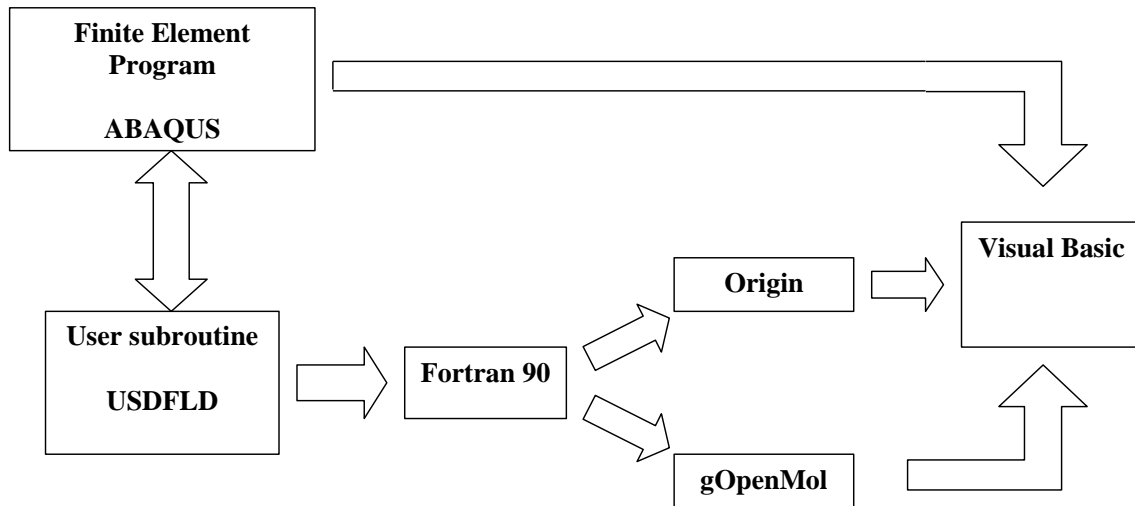 Finite Element
Program
ABAQUS
Visual Basic
Origin
User subroutine
USDFLD
Fortran 90
gOpenMol